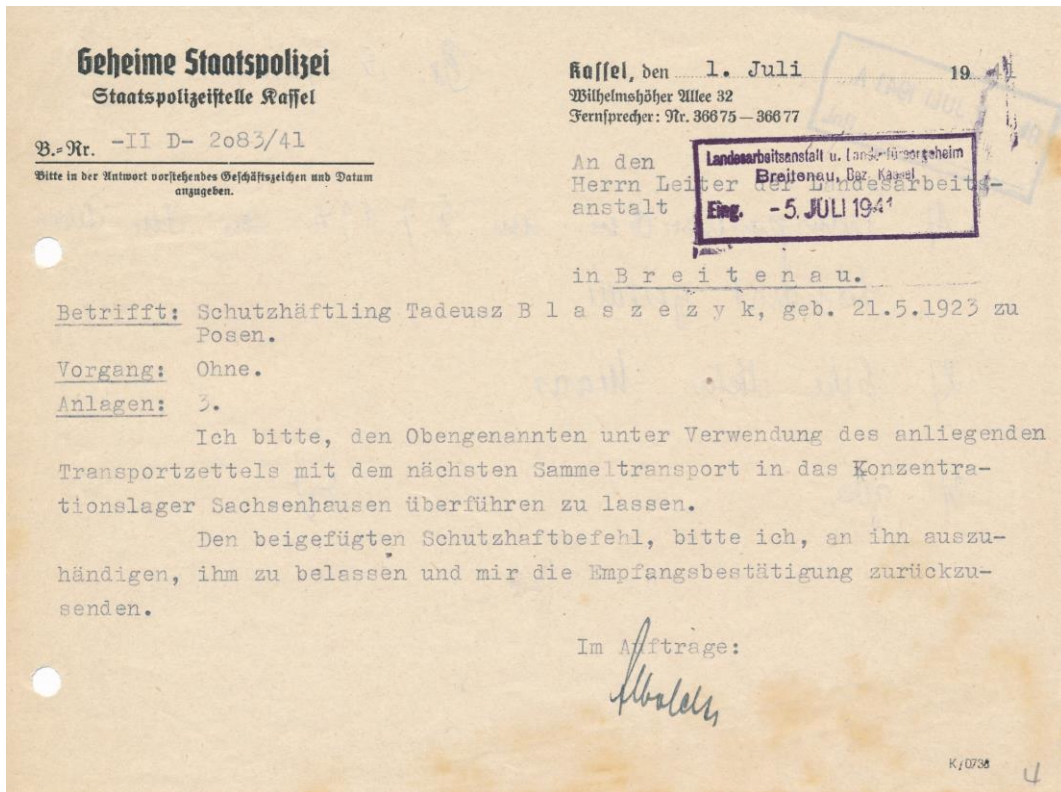 Geheime Staatspolizei
Staatspolizeistelle Kassel
B.-Nr. -II D- 2083/41
Bitte in der Antwort vorstehendes Geschäftszeichen und Datum
anzugeben.
Kassel, den 1. Juli 19 41
Wilhelmshöher Allee 32
Fernsprecher: Nr. 36675 — 36677
An den
Herrn Leiter der Landesarbeits-
anstalt
in Breitenau.
Landesarbeitsanstalt u. Landesfürsorgeheim
Breitenau, Bez. Kassel
Eing. - 5. JULI 1941
Betrifft: Schutzhäftling Tadeusz B l a s z e z y k, geb. 21.5.1923 zu
Posen.
Vorgang: Ohne.
Anlagen: 3.
Ich bitte, den Obengenannten unter Verwendung des anliegenden
Transportzettels mit dem nächsten Sammeltransport in das Konzentra-
tionslager Sachsenhausen überführen zu lassen.
Den beigefügten Schutzhaftbefehl, bitte ich, an ihn auszu-
händigen, ihm zu belassen und mir die Empfangsbestätigung zurückzu-
senden.
Im Auftrage:
K/0738
4